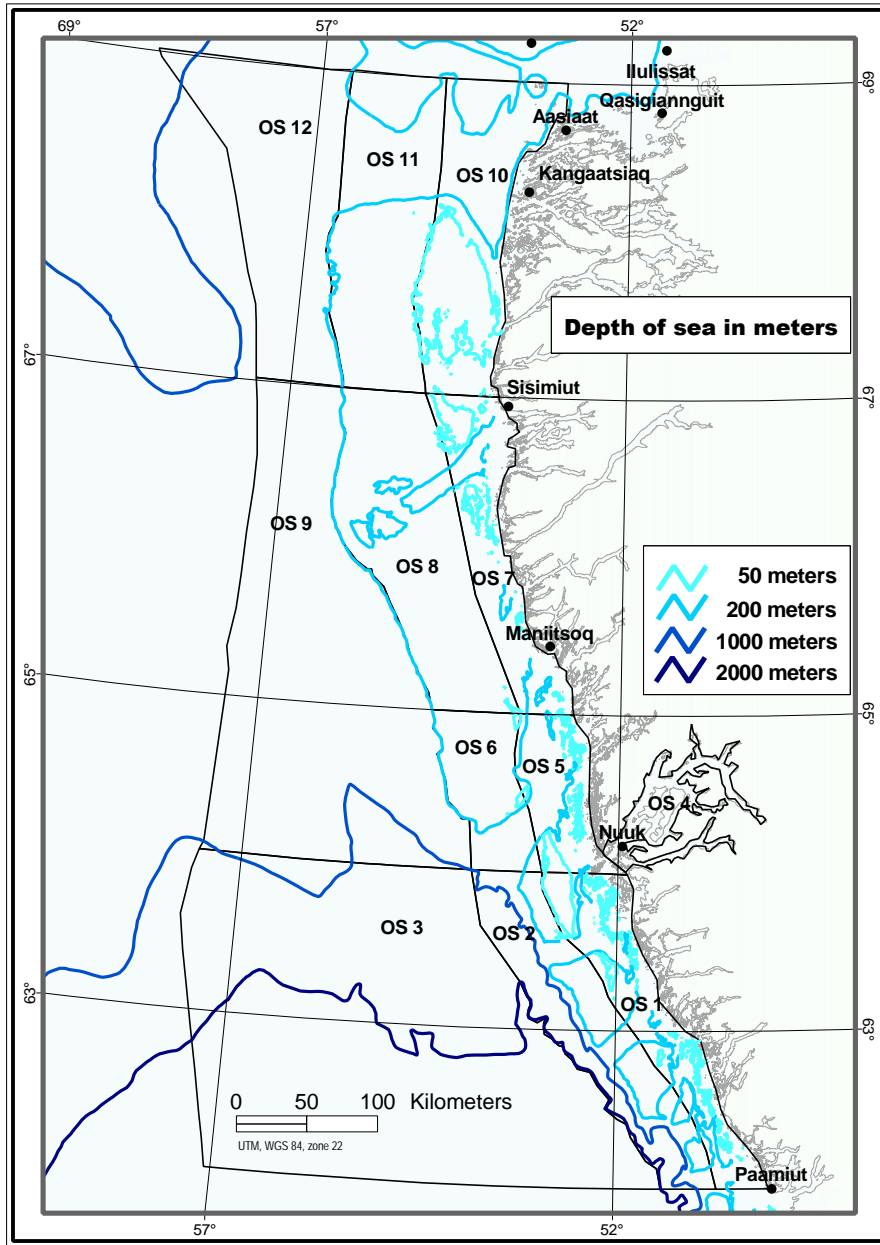 69°
57°
52°
Ilulissat
69°
Qasigiannguit
Aasiaat
OS 12
OS 11
OS 10
Kangaatsiaq
Depth of sea in meters
67°
Sisimiut
67°
OS 9
OS 8
OS 7
50 meters
200 meters
1000 meters
2000 meters
Maniitsoq
65°
65°
OS 6
OS 5
OS 4
Nuuk
OS 3
OS 2
OS 1
63°
63°
0 50 100 Kilometers
UTM, WGS 84, zone 22
Paamiut
57°
52°